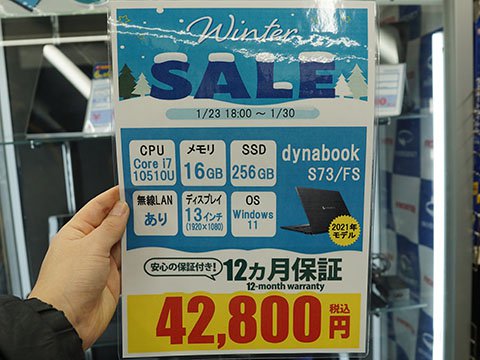 Winter
SALE
1/23 18:00 ～ 1/30
CPU
Core i7
10510U
メモリ
16GB
SSD
256GB
dynabook
S73/FS
無線LAN
あり
ディスプレイ
13インチ
(1920×1080)
OS
Windows
11
2021年
モデル
安心の保証付き!
12カ月保証
12-month warranty
42,800税込円